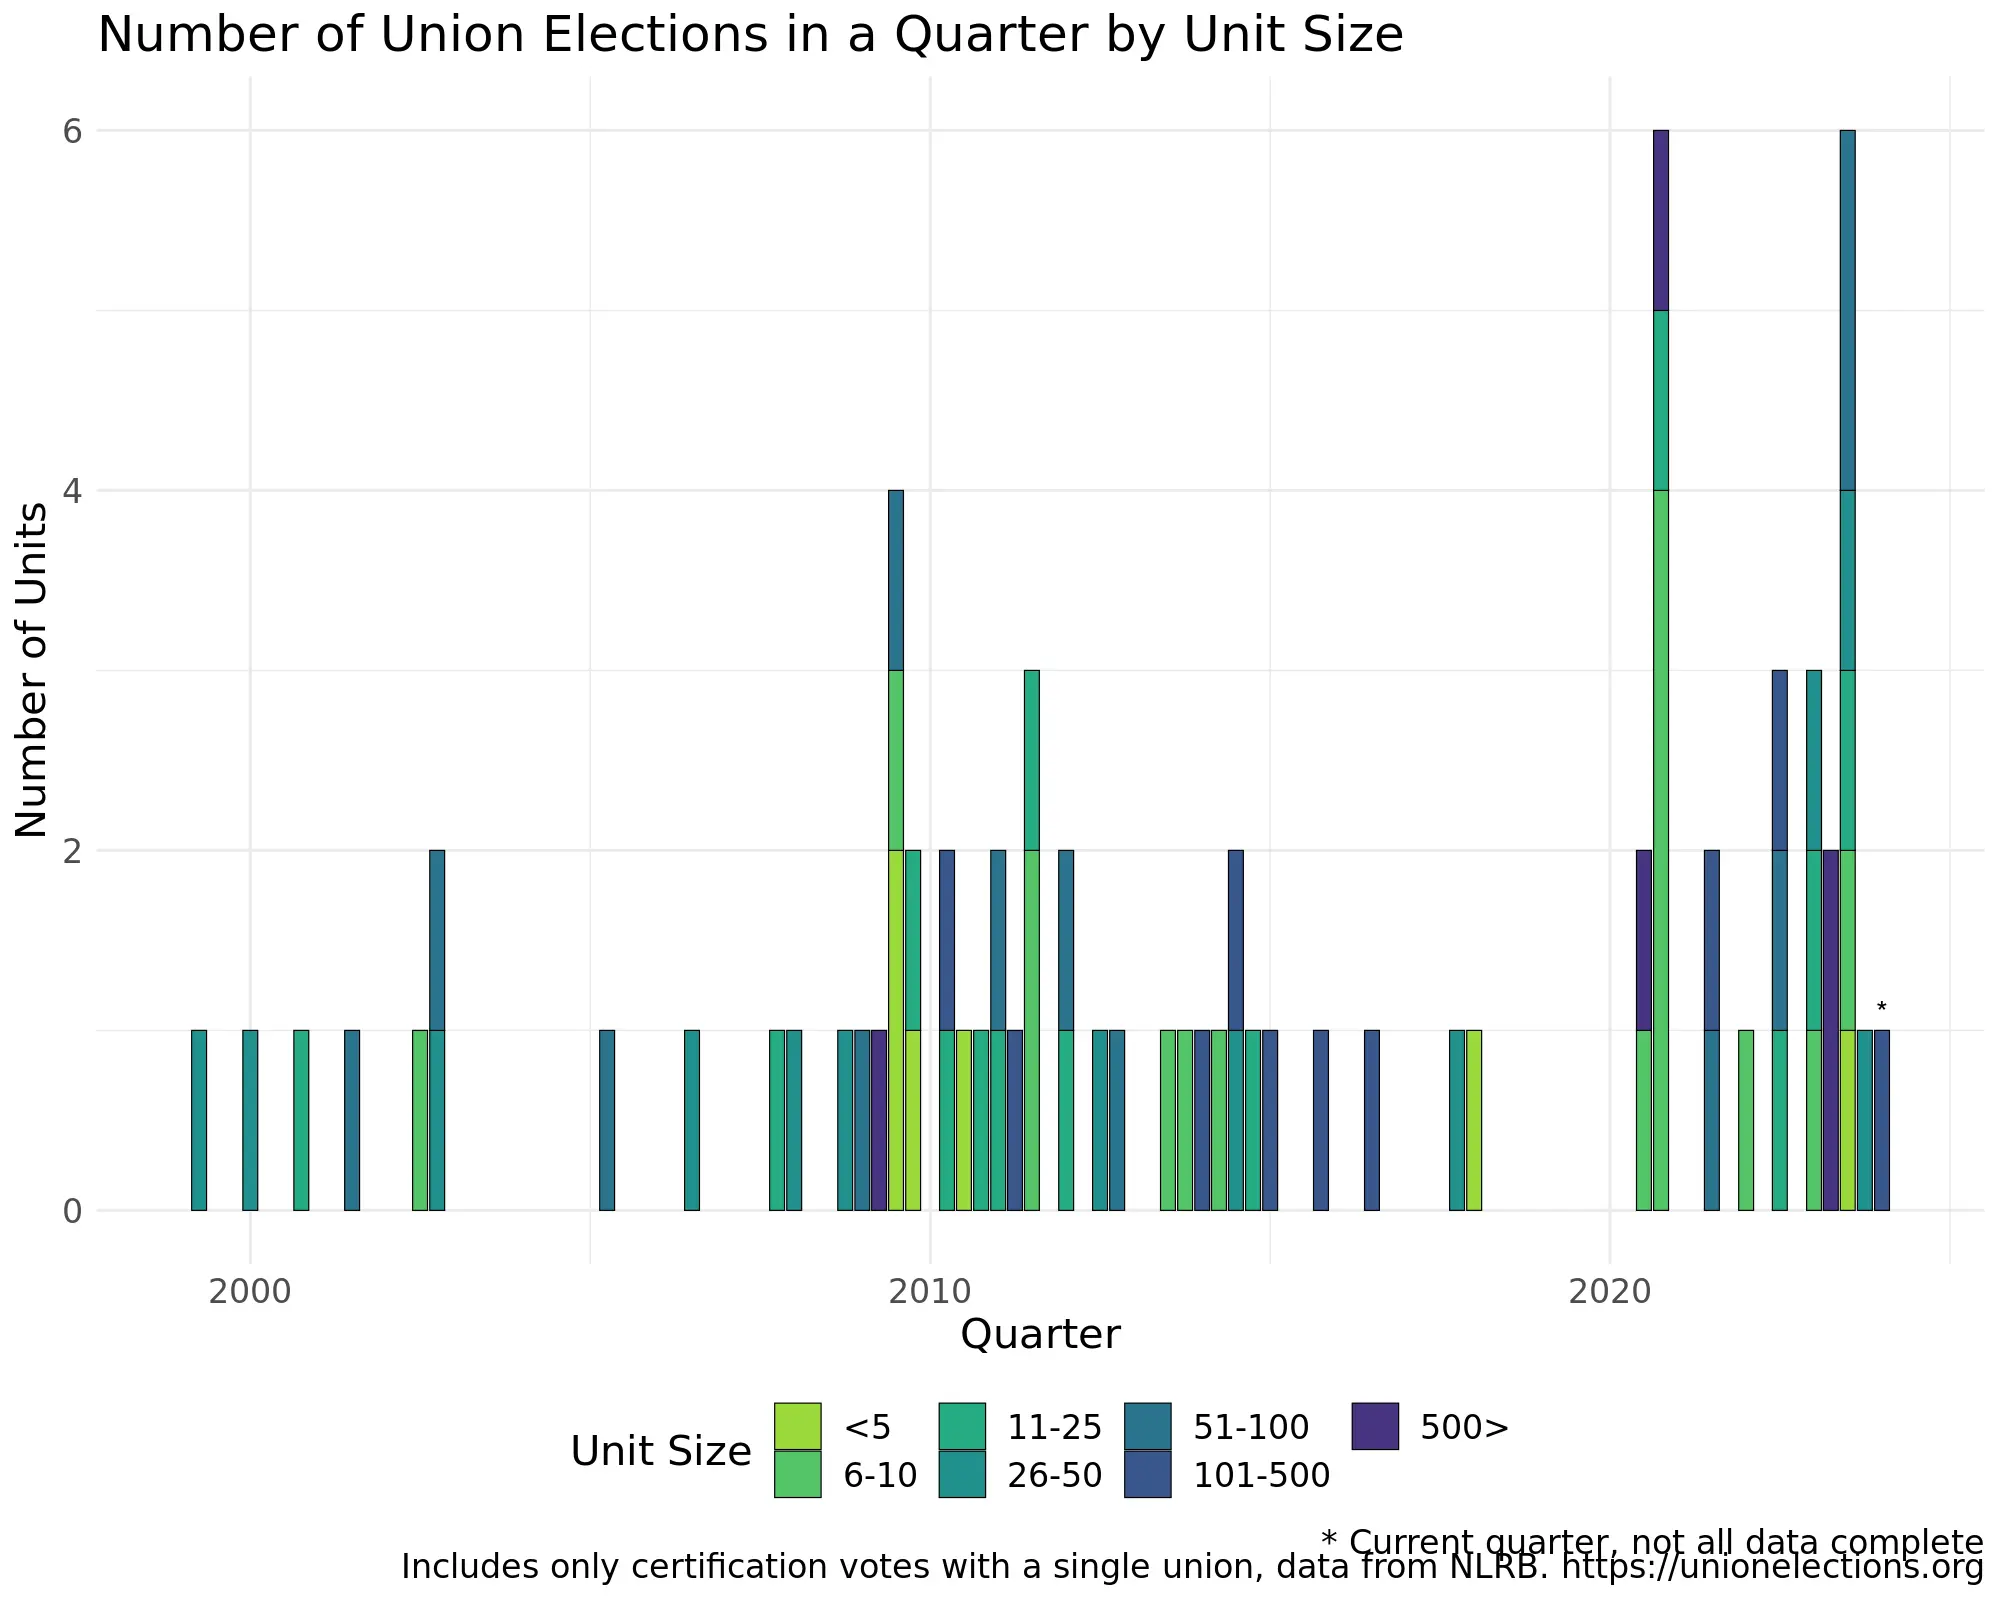 Number of Union Elections in a Quarter by Unit Size
Number of Units
6
4
2
0
*
2000 2010 2020
Quarter
Unit Size
<5 11-25 51-100 500>
6-10 26-50 101-500
* Current quarter, not all data complete
Includes only certification votes with a single union, data from NLRB. https://unionelections.org